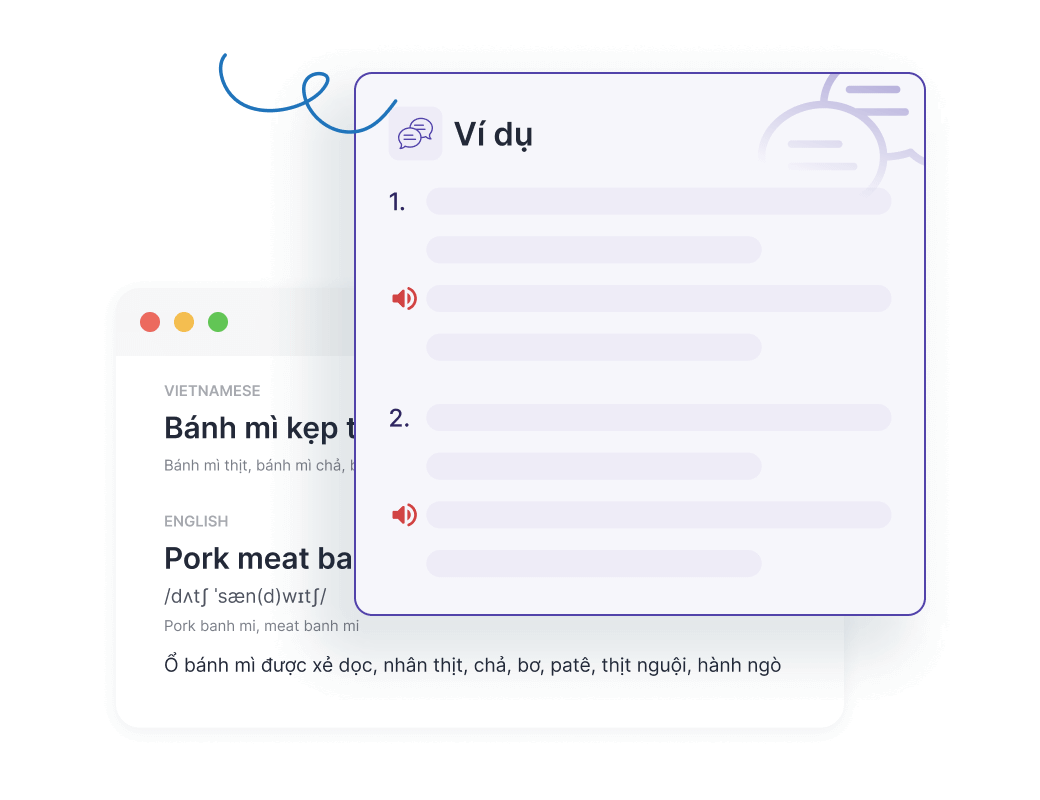 Ví dụ
1.
2.
VIETNAMESE
Bánh mì kẹp
Bánh mì thịt, bánh mì chả,
ENGLISH
Pork meat
/dʌtʃ ˈsæn(d)wɪtʃ/
Pork banh mi, meat banh mi
Ổ bánh mì được xẻ dọc, nhân thịt, chả, bơ, patê, thịt nguội, hành ngò